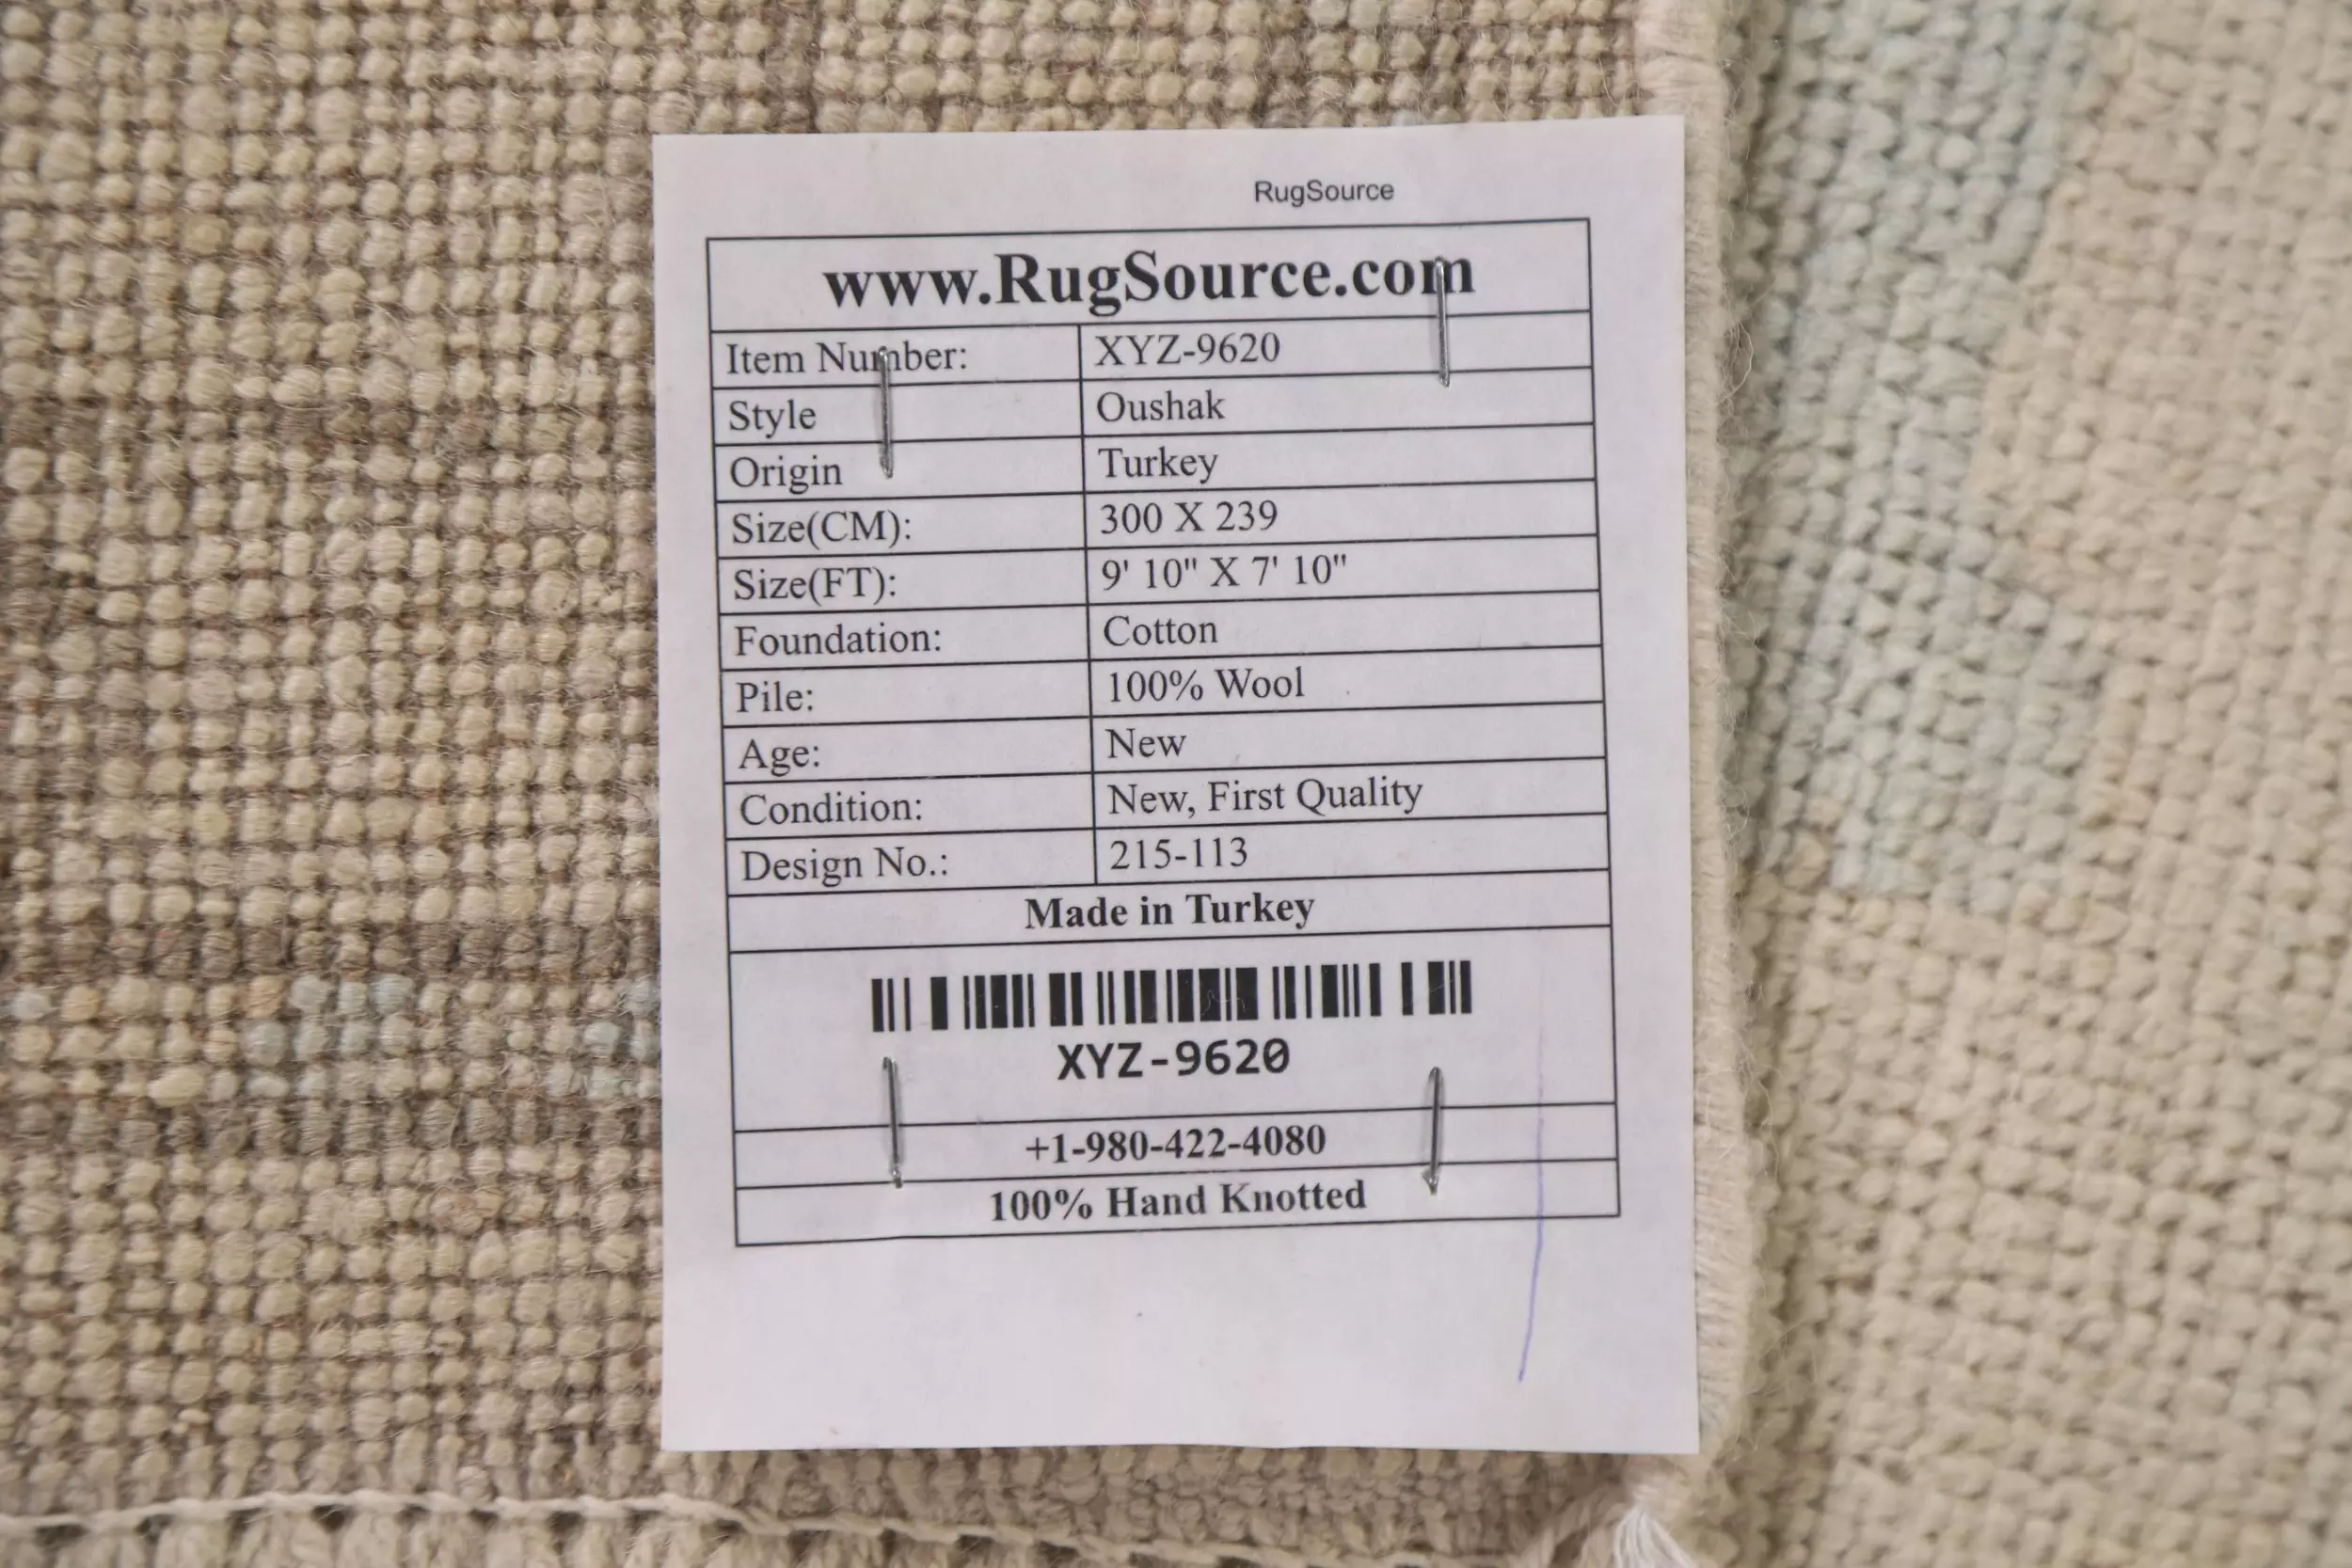 RugSource
www.RugSource.com
Item Number: XYZ-9620
Style Oushak
Origin Turkey
Size(CM): 300 X 239
Size(FT): 9' 10" X 7' 10"
Foundation: Cotton
Pile: 100% Wool
Age: New
Condition: New, First Quality
Design No.: 215-113
Made in Turkey
XYZ-9620
+1-980-422-4080
100% Hand Knotted